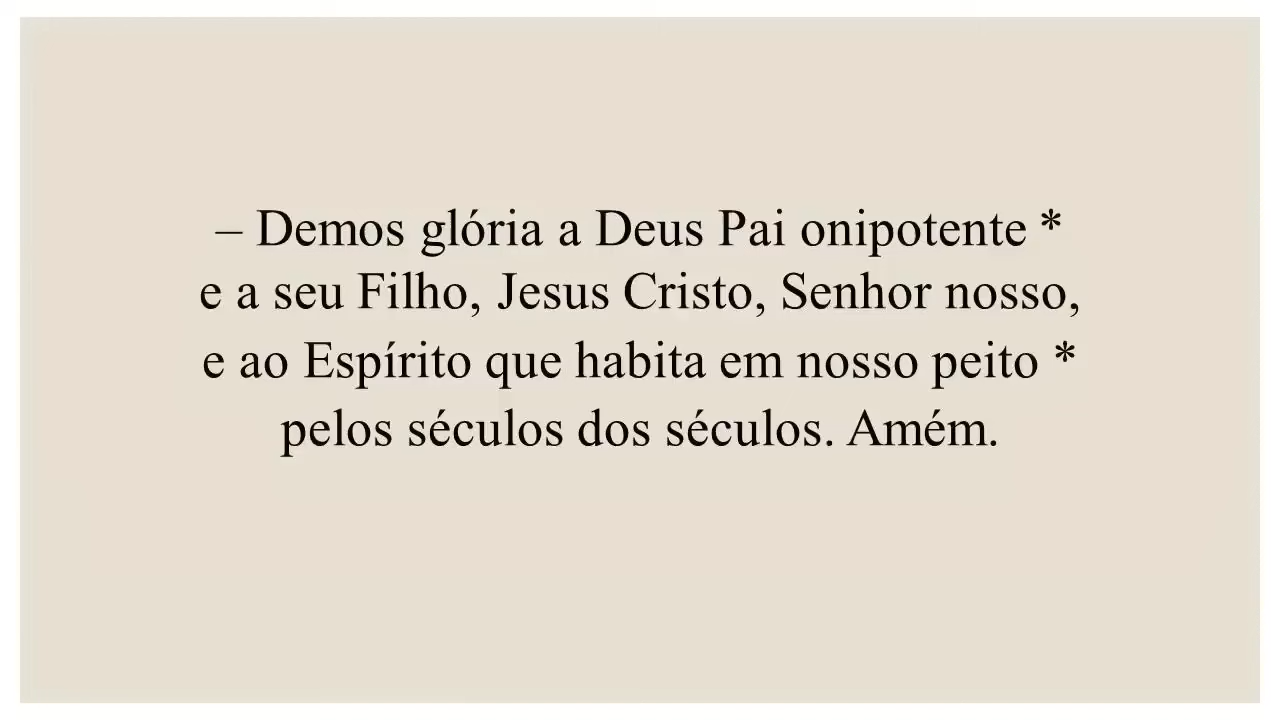 – Demos glória a Deus Pai onipotente *
e a seu Filho, Jesus Cristo, Senhor nosso,
e ao Espírito que habita em nosso peito *
pelos séculos dos séculos. Amém.